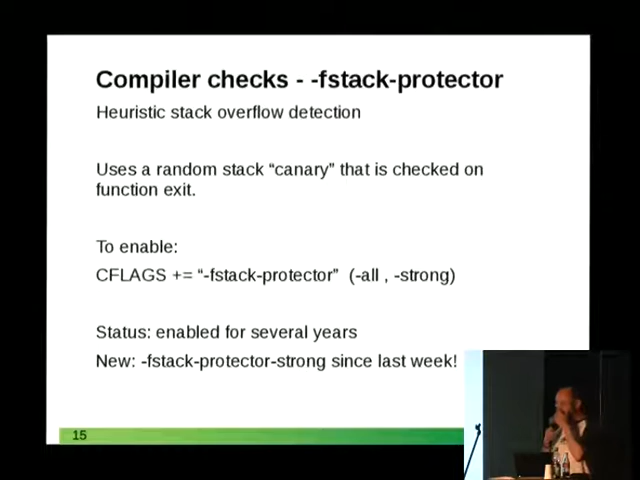 Compiler checks - -fstack-protector
Heuristic stack overflow detection
Uses a random stack “canary” that is checked on
function exit.
To enable:
CFLAGS += “-fstack-protector” (-all , -strong)
Status: enabled for several years
New: -fstack-protector-strong since last week!
15